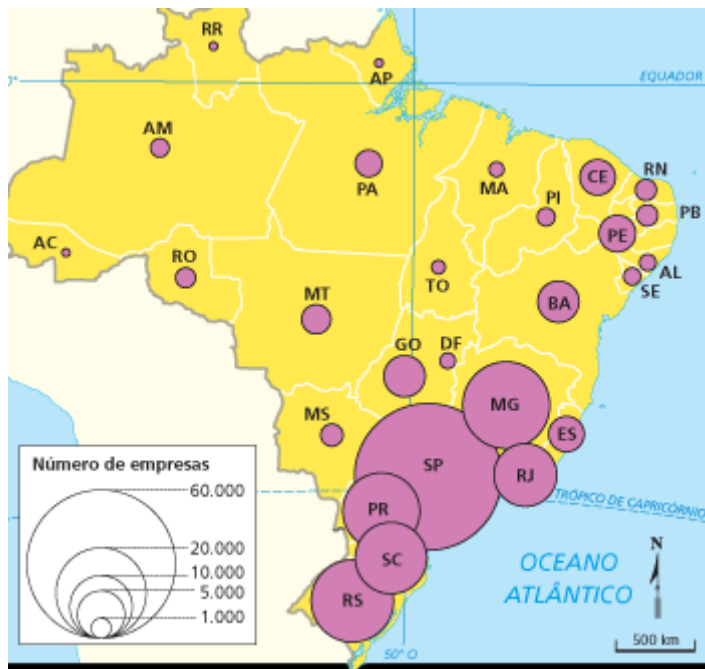 RR
AP
EQUADOR
0°
AM
PA
MA
CE
RN
PI
PB
PE
AC
RO
TO
AL
SE
MT
BA
GO
DF
MG
MS
ES
SP
RJ
PR
TRÓPICO DE CAPRICÓRNIO
SC
RS
OCEANO
ATLÂNTICO
N
500 km
50° O
Número de empresas
60.000
20.000
10.000
5.000
1.000